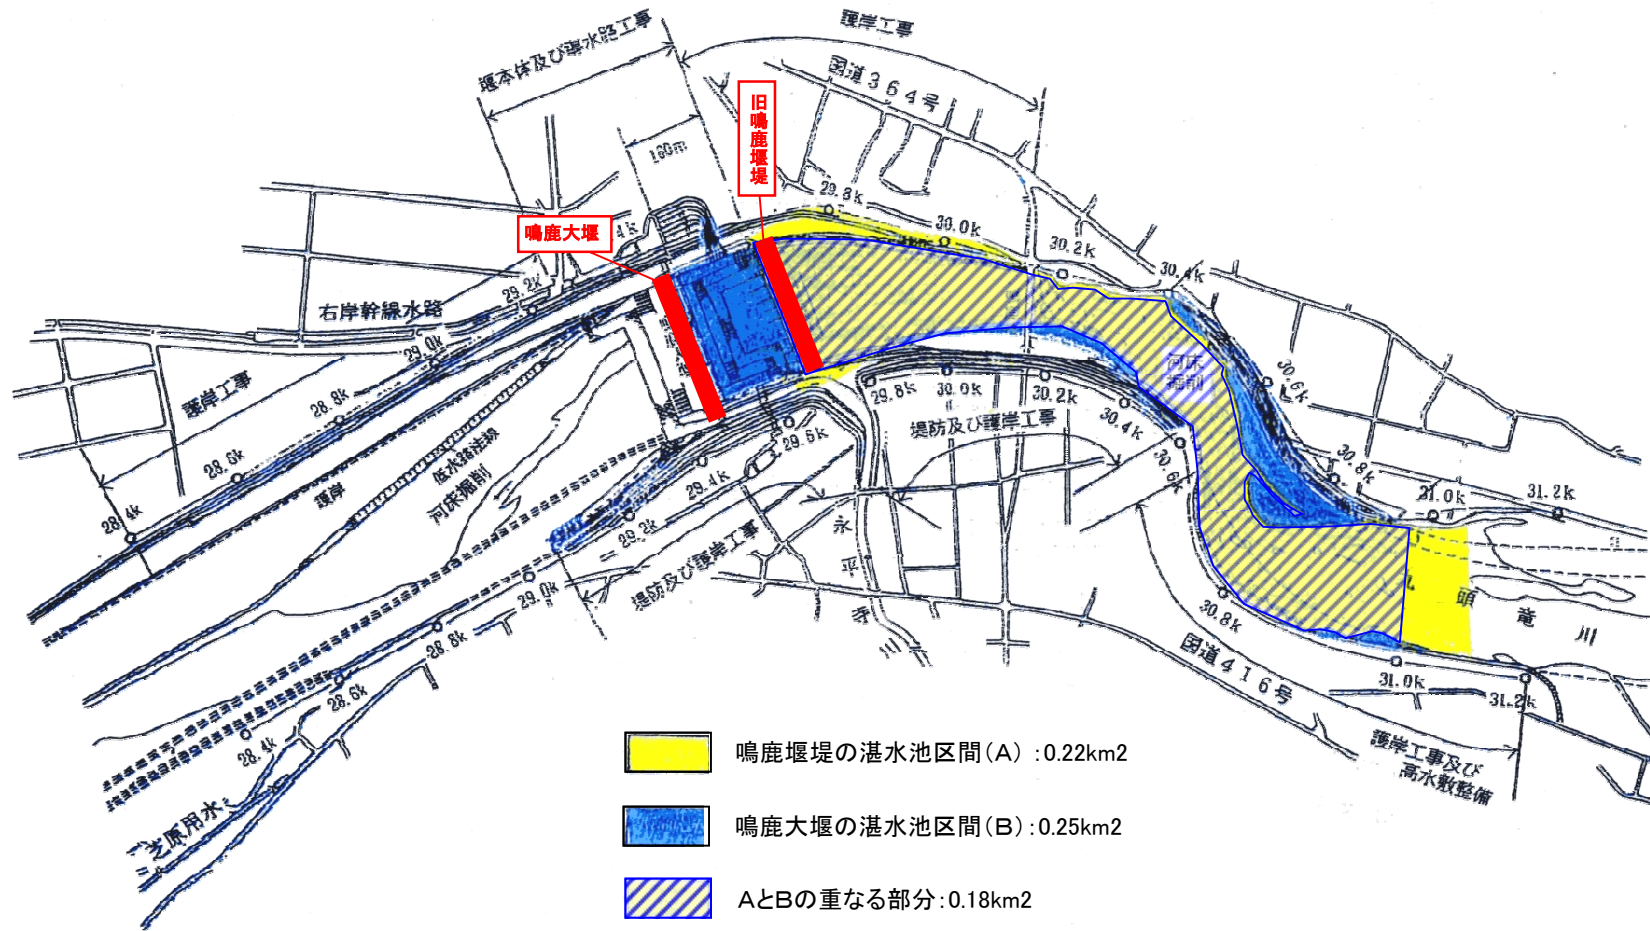 護岸工事
堰本体及び導水路工事
国道364号
160m
旧鳴鹿堰堤
鳴鹿大堰
4k
29.8k
30.0k
30.2k
30.4k
右岸幹線水路
29.2k
29.0k
護岸工事
28.8k
28.6k
28.4k
護岸
低水路法線
河床掘削
河床
掘削
30.6k
30.8k
31.0k
31.2k
29.8k
30.0k
30.2k
30.4k
30.6k
堤防及び護岸工事
29.6k
29.4k
29.2k
29.0k
堤防及び護岸工事
永平寺川
28.8k
28.6k
28.4k
芝原用水
30.8k
31.0k
31.2k
国道416号
頭竜川
護岸工事及び
高水敷整備
鳴鹿堰堤の湛水池区間(A):0.22km2
鳴鹿大堰の湛水池区間(B):0.25km2
AとBの重なる部分:0.18km2